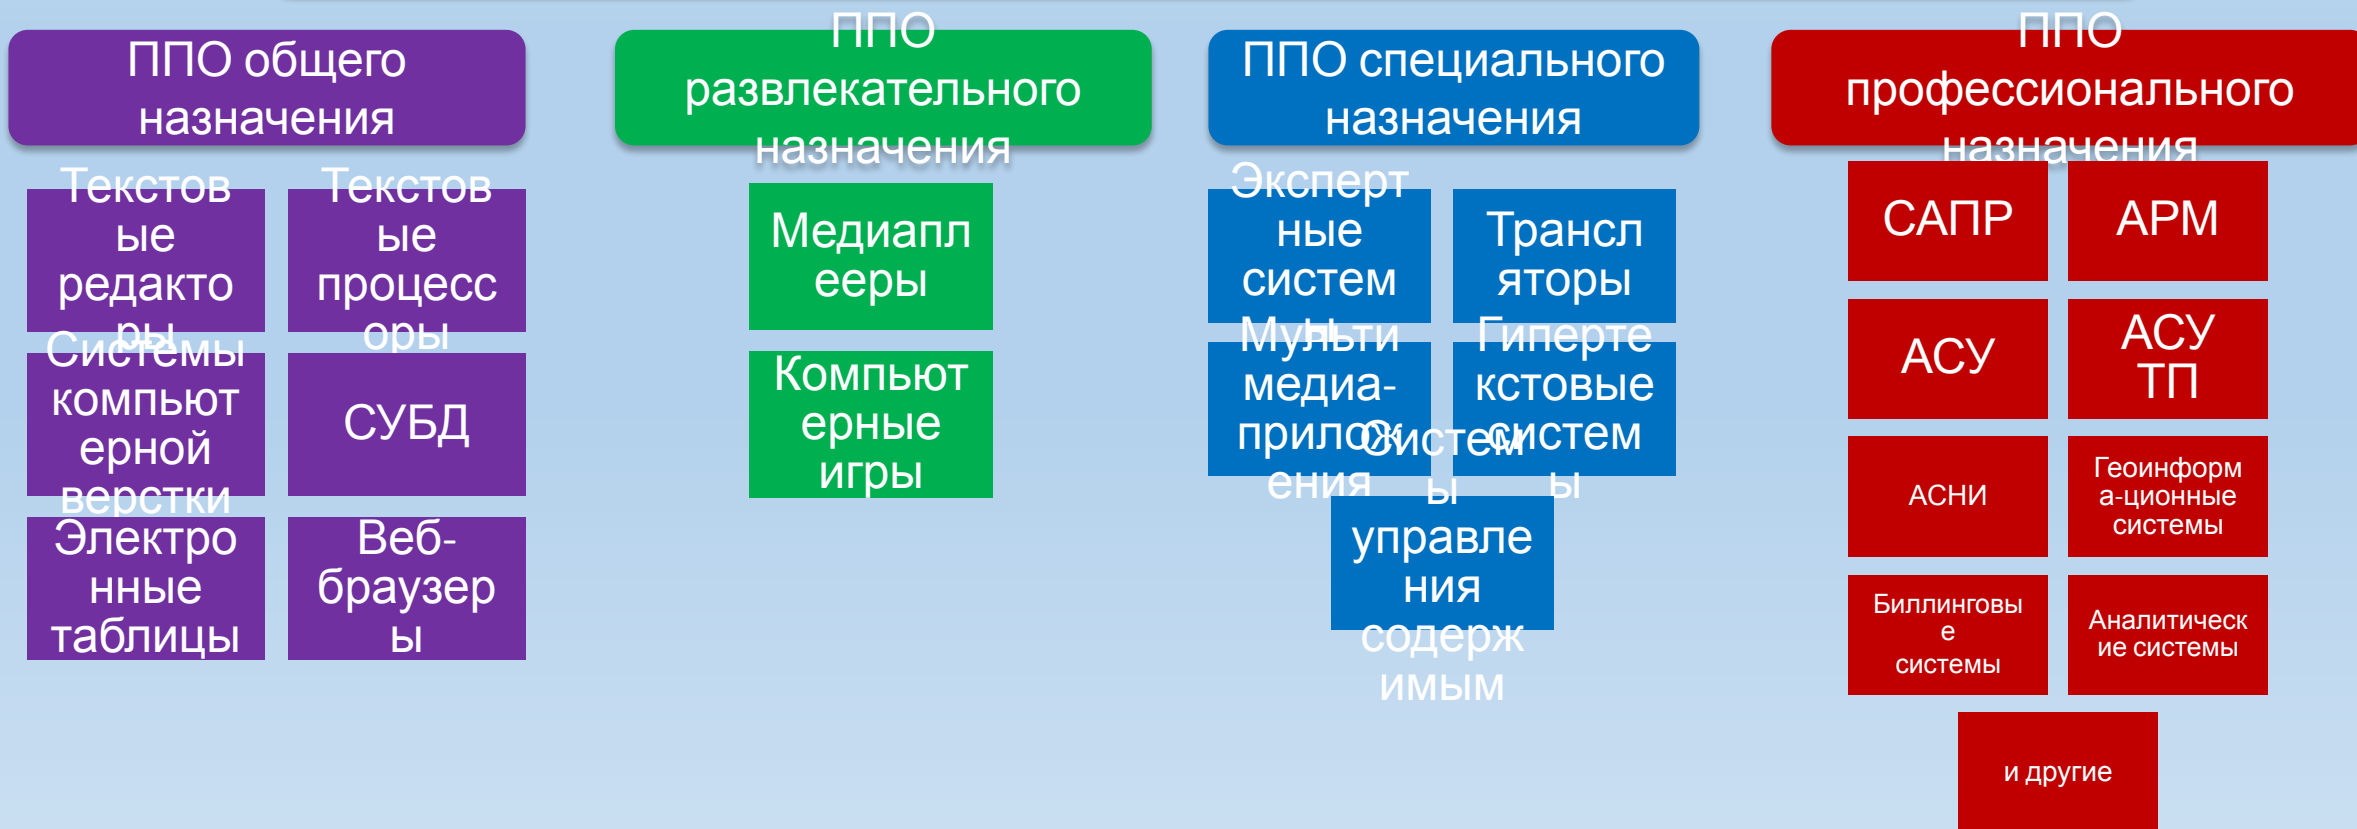 ППО общего
назначения
Текстов
ые
редакто
ры
Текстов
ые
процесс
оры
Системы
компьют
ерной
верстки
СУБД
Электро
нные
таблицы
Веб-
браузер
ы
ППО
развлекательного
назначения
Медиапл
ееры
Компьют
ерные
игры
ППО специального
назначения
Эксперт
ные
систем
ы
Трансл
яторы
Мульти
медиа-
прилож
ения
Гиперте
кстовые
систем
ы
Систем
ы
управле
ния
содерж
имым
ППО
профессионального
назначения
САПР
АРМ
АСУ
АСУ
ТП
АСНИ
Геоинформ
а-ционные
системы
Биллинговы
е
системы
Аналитическ
ие системы
и другие